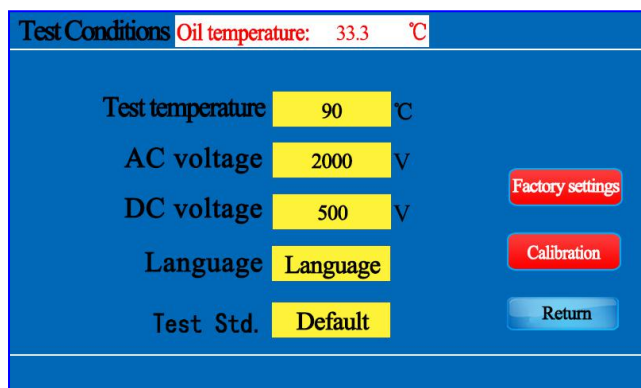 Test Conditions Oil temperature: 33.3 ℃
Test temperature 90 ℃
AC voltage 2000 V
DC voltage 500 V
Factory settings
Language Language
Calibration
Test Std. Default
Return